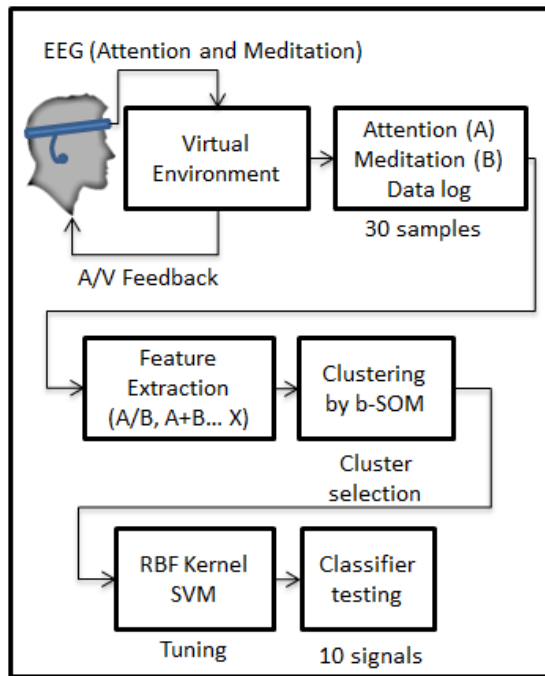 EEG (Attention and Meditation)
Virtual
Environment
Attention (A)
Meditation (B)
Data log
30 samples
A/V Feedback
Feature
Extraction
(A/B, A+B... X)
Clustering
by b-SOM
Cluster
selection
RBF Kernel
SVM
Classifier
testing
Tuning
10 signals